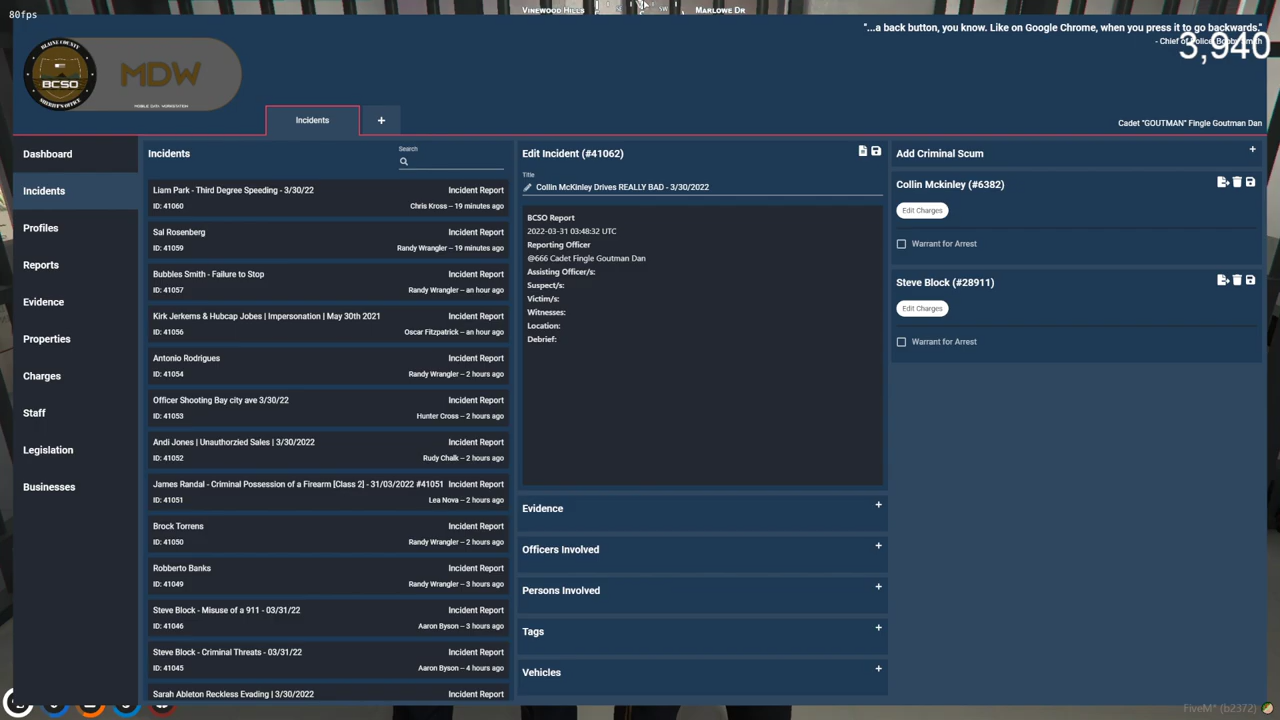 80fps
VINEWOOD HILLS
SW
MARLOWE DR
"...a back button, you know. Like on Google Chrome, when you press it to go backwards."
- Chief of Police Bobby Smith
3,940
BLAINE COUNTY
BCSO
SHERIFF'S OFFICE
MDW
MOBILE DATA WORKSTATION
Incidents
+
Cadet "GOUTMAN" Fingle Goutman Dan
Dashboard
Incidents
Profiles
Reports
Evidence
Properties
Charges
Staff
Legislation
Businesses
Incidents
Search
Liam Park - Third Degree Speeding - 3/30/22 Incident Report
ID: 41060 Chris Kross – 19 minutes ago
Sal Rosenberg Incident Report
ID: 41059 Randy Wrangler – 19 minutes ago
Bubbles Smith - Failure to Stop Incident Report
ID: 41057 Randy Wrangler – an hour ago
Kirk Jerkems & Hubcap Jobes | Impersonation | May 30th 2021 Incident Report
ID: 41056 Oscar Fitzpatrick – an hour ago
Antonio Rodrigues Incident Report
ID: 41054 Randy Wrangler – 2 hours ago
Officer Shooting Bay city ave 3/30/22 Incident Report
ID: 41053 Hunter Cross – 2 hours ago
Andi Jones | Unauthorzied Sales | 3/30/2022 Incident Report
ID: 41052 Rudy Chalk – 2 hours ago
James Randal - Criminal Possession of a Firearm [Class 2] - 31/03/2022 #41051 Incident Report
ID: 41051 Lea Nova – 2 hours ago
Brock Torrens Incident Report
ID: 41050 Randy Wrangler – 2 hours ago
Robberto Banks Incident Report
ID: 41049 Randy Wrangler – 3 hours ago
Steve Block - Misuse of a 911 - 03/31/22 Incident Report
ID: 41046 Aaron Byson – 3 hours ago
Steve Block - Criminal Threats - 03/31/22 Incident Report
ID: 41045 Aaron Byson – 4 hours ago
Sarah Ableton Reckless Evading | 3/30/2022 Incident Report
Edit Incident (#41062)
Title
Collin McKinley Drives REALLY BAD - 3/30/2022
BCSO Report
2022-03-31 03:48:32 UTC
Reporting Officer
@666 Cadet Fingle Goutman Dan
Assisting Officer/s:
Suspect/s:
Victim/s:
Witnesses:
Location:
Debrief:
Evidence +
Officers Involved +
Persons Involved +
Tags +
Vehicles +
Add Criminal Scum +
Collin Mckinley (#6382)
Edit Charges
Warrant for Arrest
Steve Block (#28911)
Edit Charges
Warrant for Arrest
FiveM* (b2372)